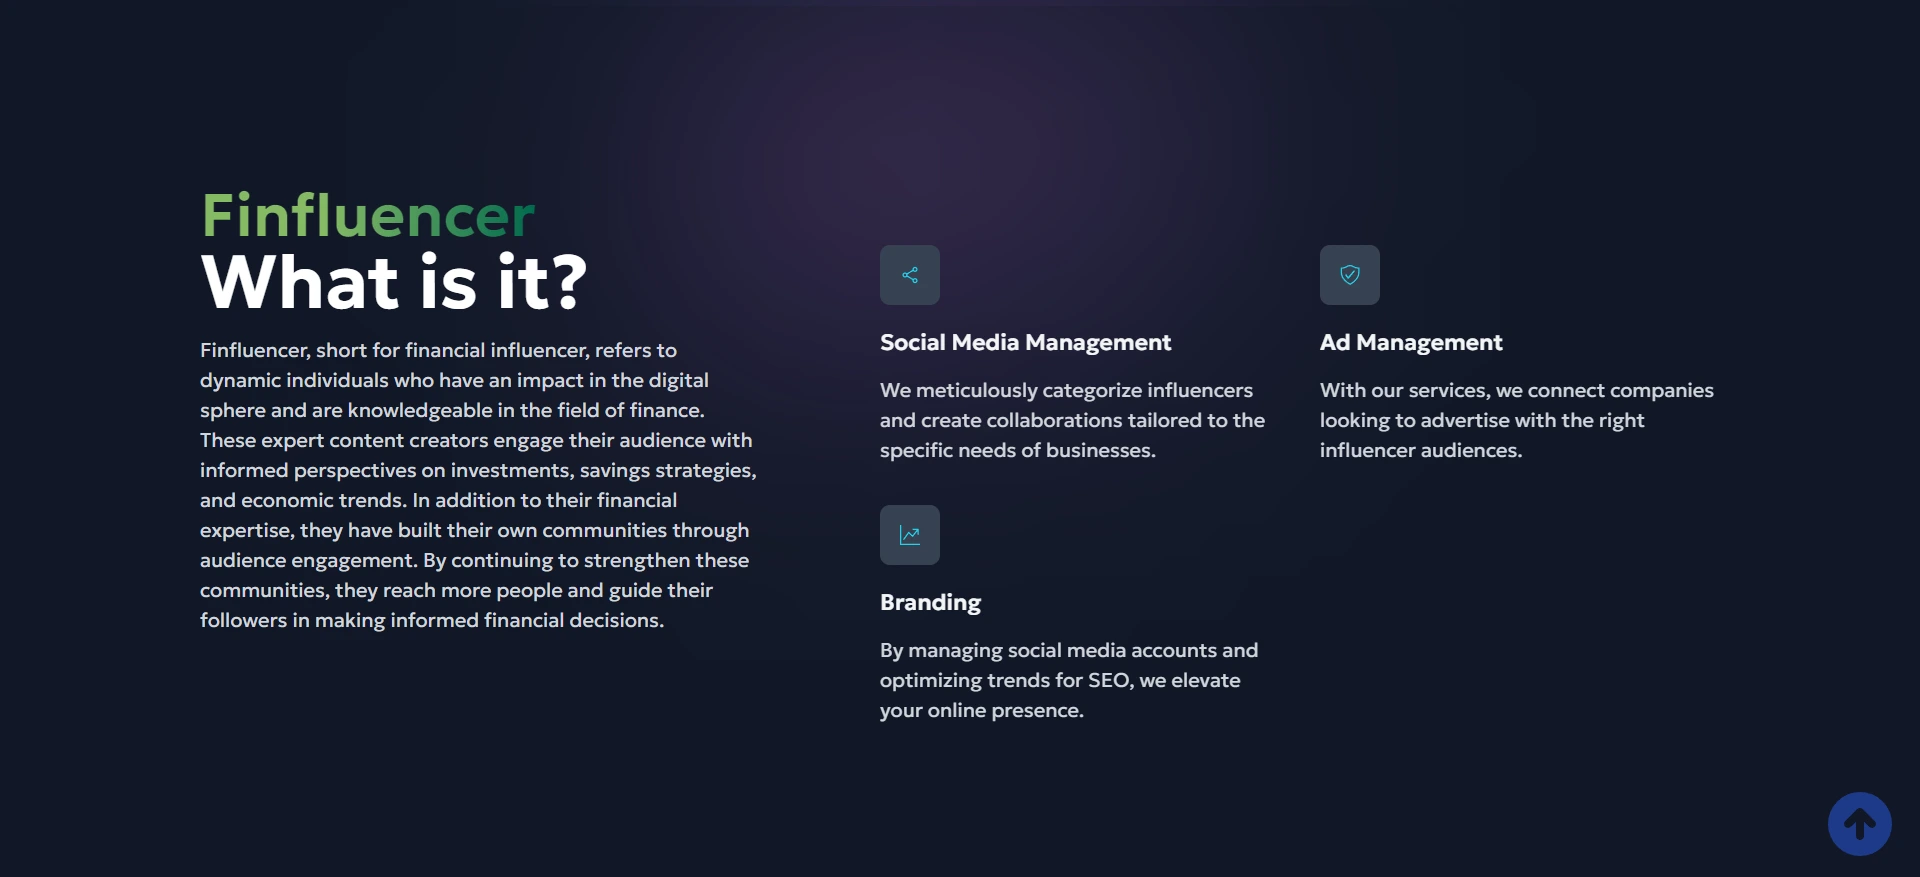 Finfluencer
What is it?
Finfluencer, short for financial influencer, refers to
dynamic individuals who have an impact in the digital
sphere and are knowledgeable in the field of finance.
These expert content creators engage their audience with
informed perspectives on investments, savings strategies,
and economic trends. In addition to their financial
expertise, they have built their own communities through
audience engagement. By continuing to strengthen these
communities, they reach more people and guide their
followers in making informed financial decisions.
Social Media Management
We meticulously categorize influencers
and create collaborations tailored to the
specific needs of businesses.
Ad Management
With our services, we connect companies
looking to advertise with the right
influencer audiences.
Branding
By managing social media accounts and
optimizing trends for SEO, we elevate
your online presence.